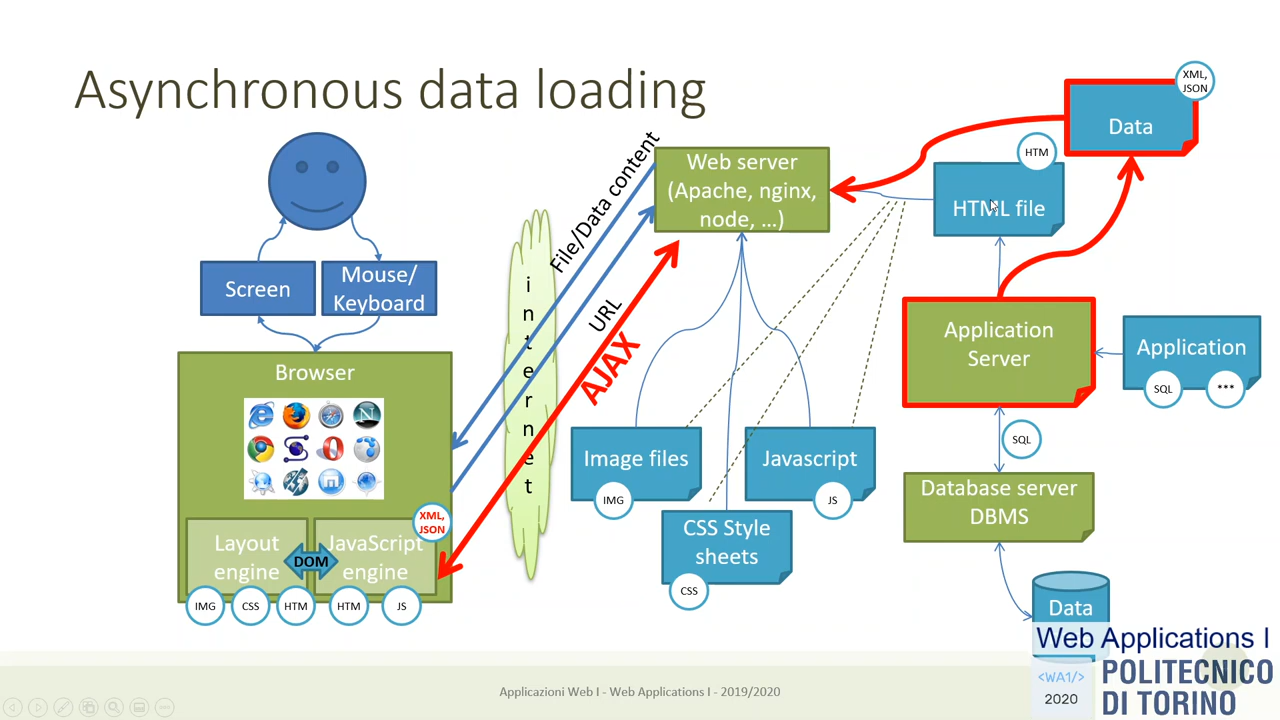 Asynchronous data loading
XML,
JSON
Data
HTM
HTML file
Web server
(Apache, nginx,
node, …)
File/Data content
URL
AJAX
i
n
t
e
r
n
e
t
Screen
Mouse/
Keyboard
Browser
XML,
JSON
Layout
engine
DOM
JavaScript
engine
IMG
CSS
HTM
HTM
JS
Image files
IMG
Javascript
JS
CSS Style
sheets
CSS
Application
Server
Application
SQL
***
SQL
Database server
DBMS
Data
Web Applications I
<WA1/>
2020
POLITECNICO
DI TORINO
Applicazioni Web I - Web Applications I - 2019/2020